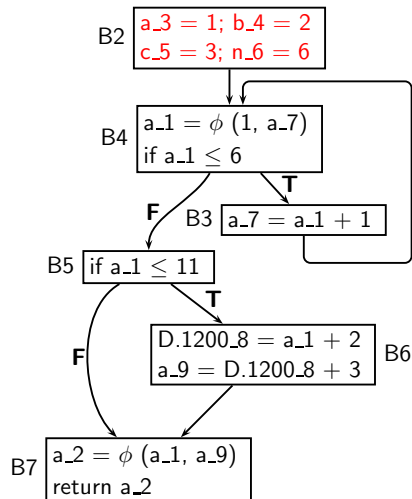 B2
a_3 = 1; b_4 = 2
c_5 = 3; n_6 = 6
B4
a_1 = ϕ (1, a_7)
if a_1 ≤ 6
F
T
B3
a_7 = a_1 + 1
B5
if a_1 ≤ 11
F
T
D.1200_8 = a_1 + 2
a_9 = D.1200_8 + 3
B6
B7
a_2 = ϕ (a_1, a_9)
return a_2